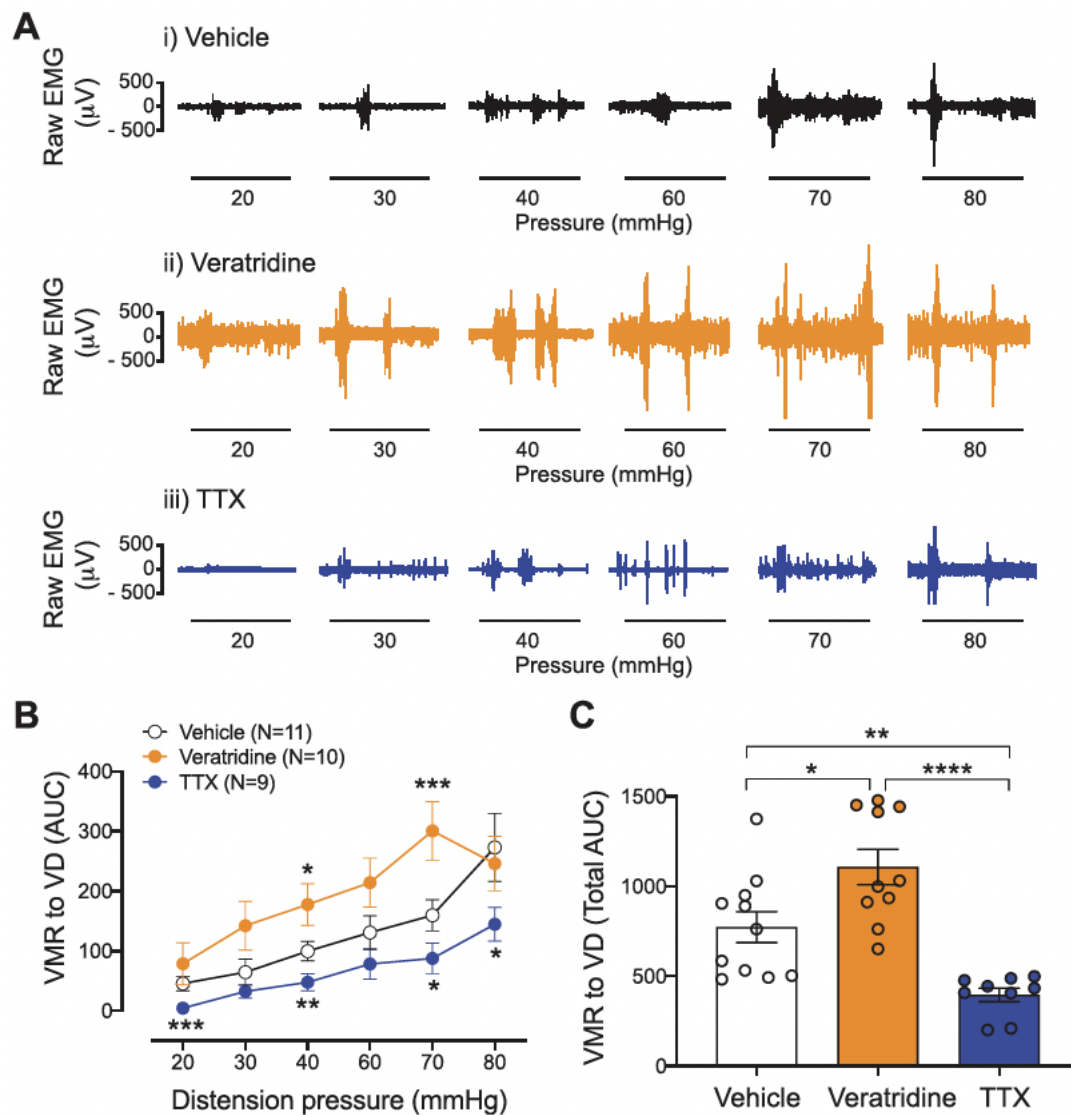 A
i) Vehicle
Raw EMG
(μV)
500
0
- 500
20 30 40 60 70 80
Pressure (mmHg)
ii) Veratridine
Raw EMG
(μV)
500
0
- 500
20 30 40 60 70 80
Pressure (mmHg)
iii) TTX
Raw EMG
(μV)
500
0
- 500
20 30 40 60 70 80
Pressure (mmHg)
B
Vehicle (N=11)
Veratridine (N=10)
TTX (N=9)
VMR to VD (AUC)
400
300
200
100
0
***
*
***
**
*
*
20 30 40 60 70 80
Distension pressure (mmHg)
C
**
* ****
VMR to VD (Total AUC)
1500
1000
500
0
Vehicle Veratridine TTX